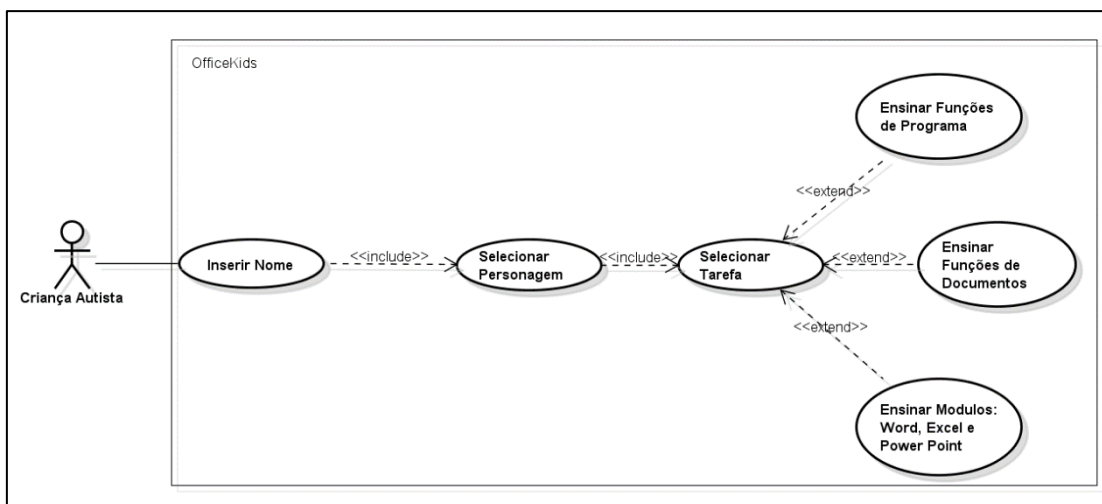 OfficeKids
Ensinar Funções
de Programa
<<extend>>
Criança Autista
Inserir Nome
<<include>>
Selecionar
Personagem
<<include>>
Selecionar
Tarefa
<<extend>>
Ensinar
Funções de
Documentos
<<extend>>
Ensinar Modulos:
Word, Excel e
Power Point